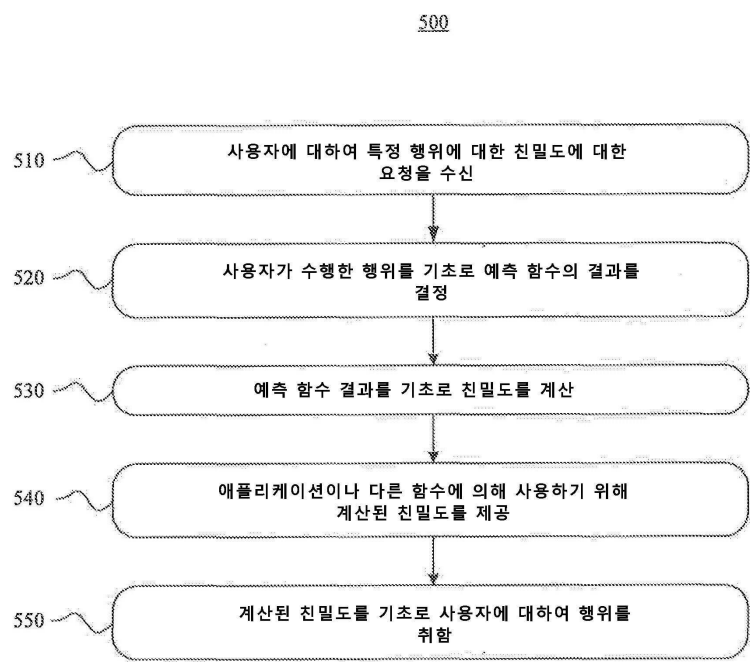 500
510
사용자에 대하여 특정 행위에 대한 친밀도에 대한
요청을 수신
520
사용자가 수행한 행위를 기초로 예측 함수의 결과를
결정
530
예측 함수 결과를 기초로 친밀도를 계산
540
애플리케이션이나 다른 함수에 의해 사용하기 위해
계산된 친밀도를 제공
550
계산된 친밀도를 기초로 사용자에 대하여 행위를
취함